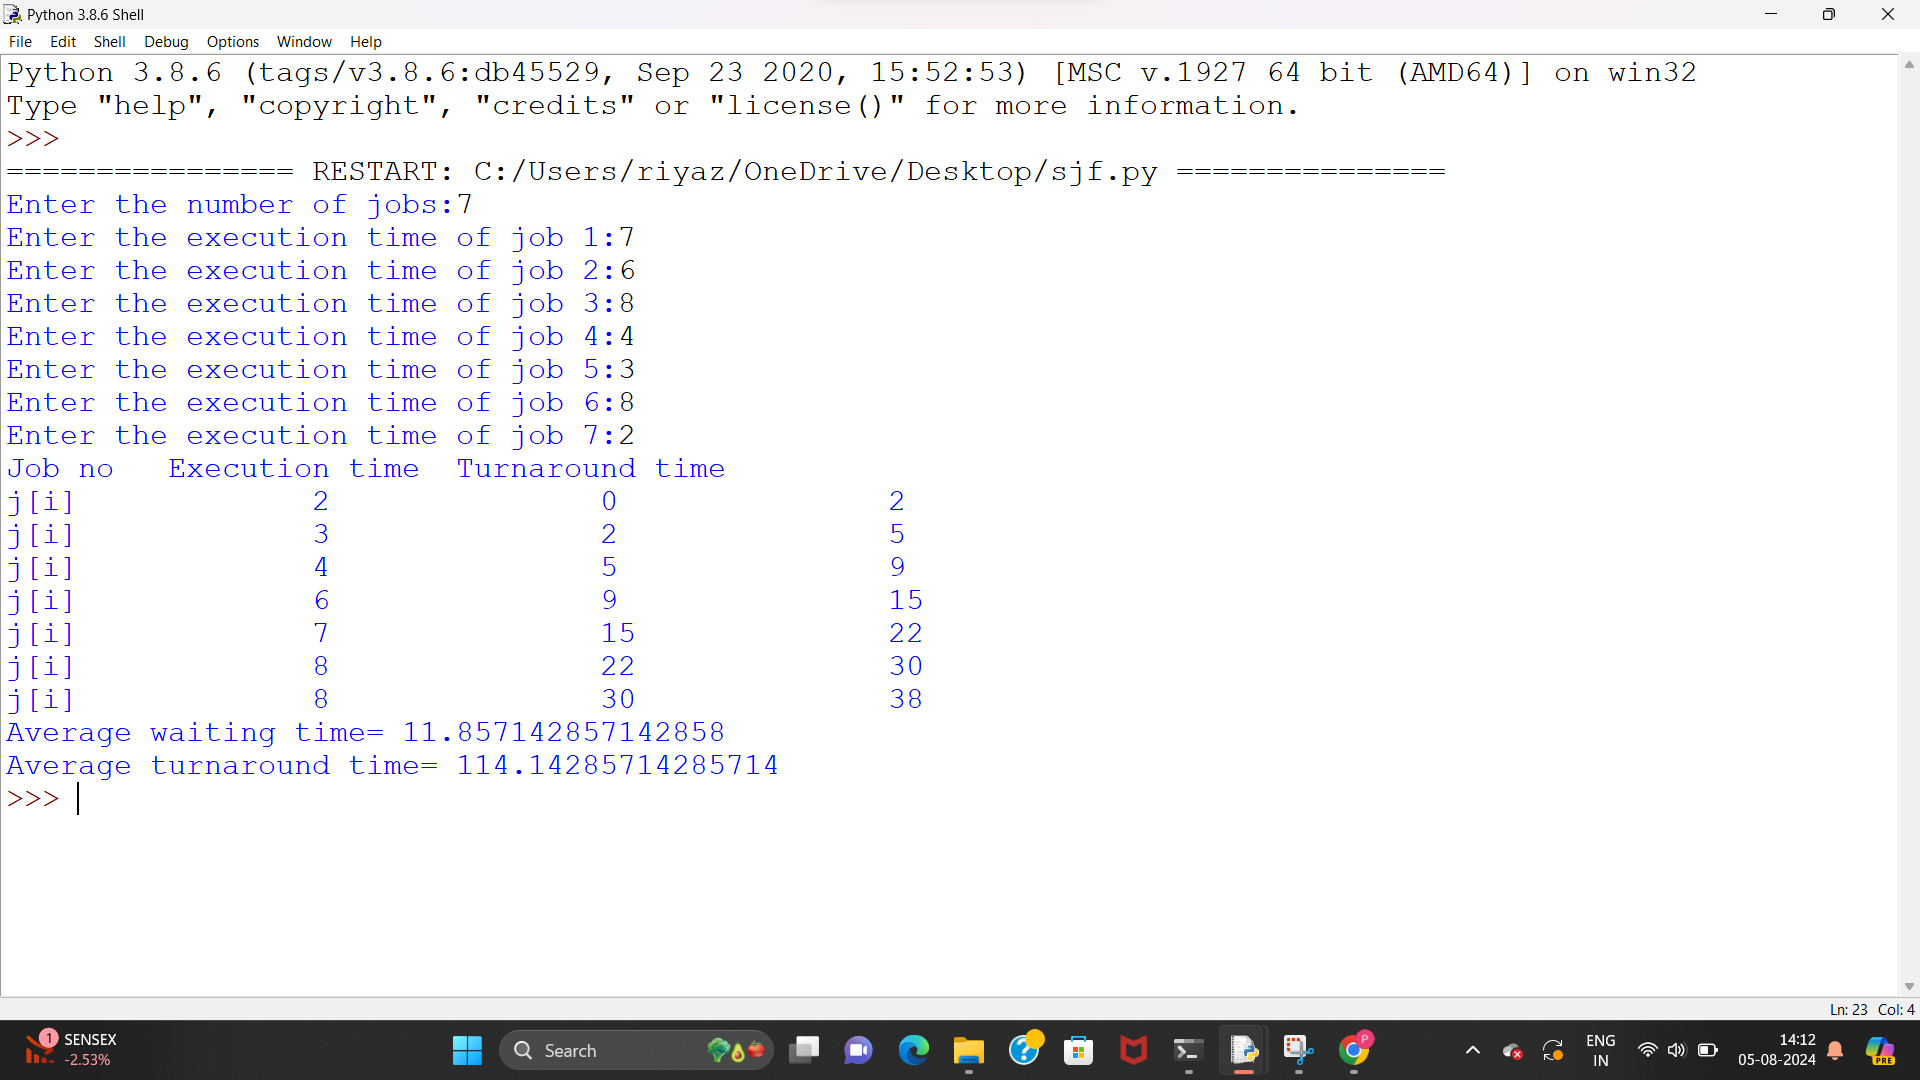 Python 3.8.6 Shell
File Edit Shell Debug Options Window Help
Python 3.8.6 (tags/v3.8.6:db45529, Sep 23 2020, 15:52:53) [MSC v.1927 64 bit (AMD64)] on win32
Type "help", "copyright", "credits" or "license()" for more information.
>>>
================ RESTART: C:/Users/riyaz/OneDrive/Desktop/sjf.py ===============
Enter the number of jobs:7
Enter the execution time of job 1:7
Enter the execution time of job 2:6
Enter the execution time of job 3:8
Enter the execution time of job 4:4
Enter the execution time of job 5:3
Enter the execution time of job 6:8
Enter the execution time of job 7:2
Job no Execution time Turnaround time
j[i] 2 0 2
j[i] 3 2 5
j[i] 4 5 9
j[i] 6 9 15
j[i] 7 15 22
j[i] 8 22 30
j[i] 8 30 38
Average waiting time= 11.857142857142858
Average turnaround time= 114.14285714285714
>>>
Ln: 23 Col: 4
1 SENSEX
-2.53%
Search
P
ENG
IN
14:12
05-08-2024
PRE